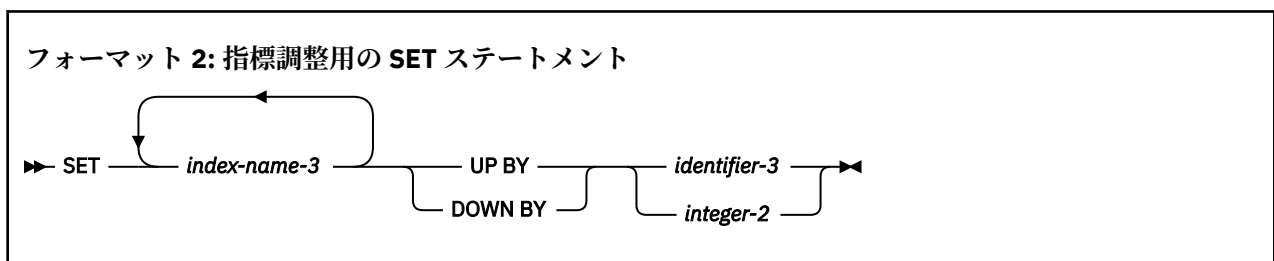 フォーマット 2: 指標調整用の SET ステートメント
SET index-name-3 UP BY identifier-3
DOWN BY integer-2